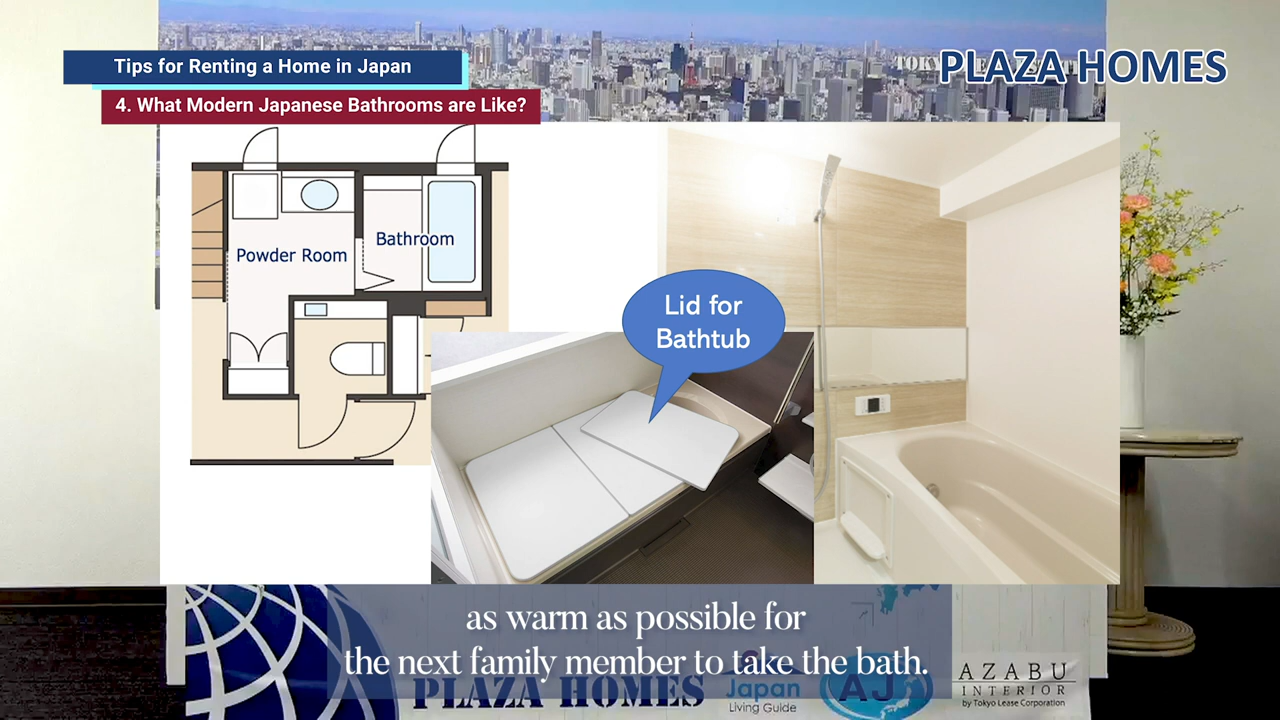 Tips for Renting a Home in Japan
PLAZA HOMES
4. What Modern Japanese Bathrooms are Like?
Powder Room
Bathroom
Lid for
Bathtub
as warm as possible for
the next family member to take the bath.
PLAZA HOMES
Japan
Living Guide
AJ
AZABU
INTERIOR
by Tokyo Lease Corporation